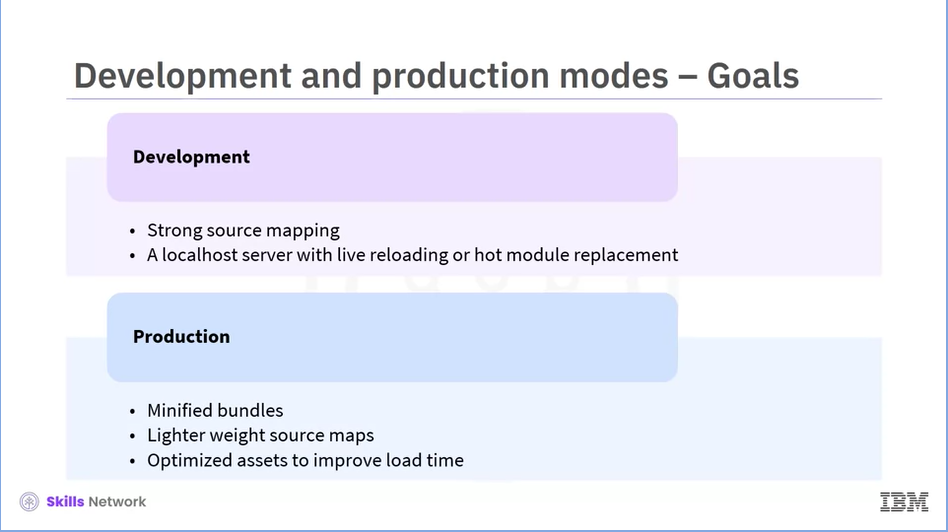 Development and production modes – Goals
Development
• Strong source mapping
• A localhost server with live reloading or hot module replacement
Production
• Minified bundles
• Lighter weight source maps
• Optimized assets to improve load time
Skills Network
IBM